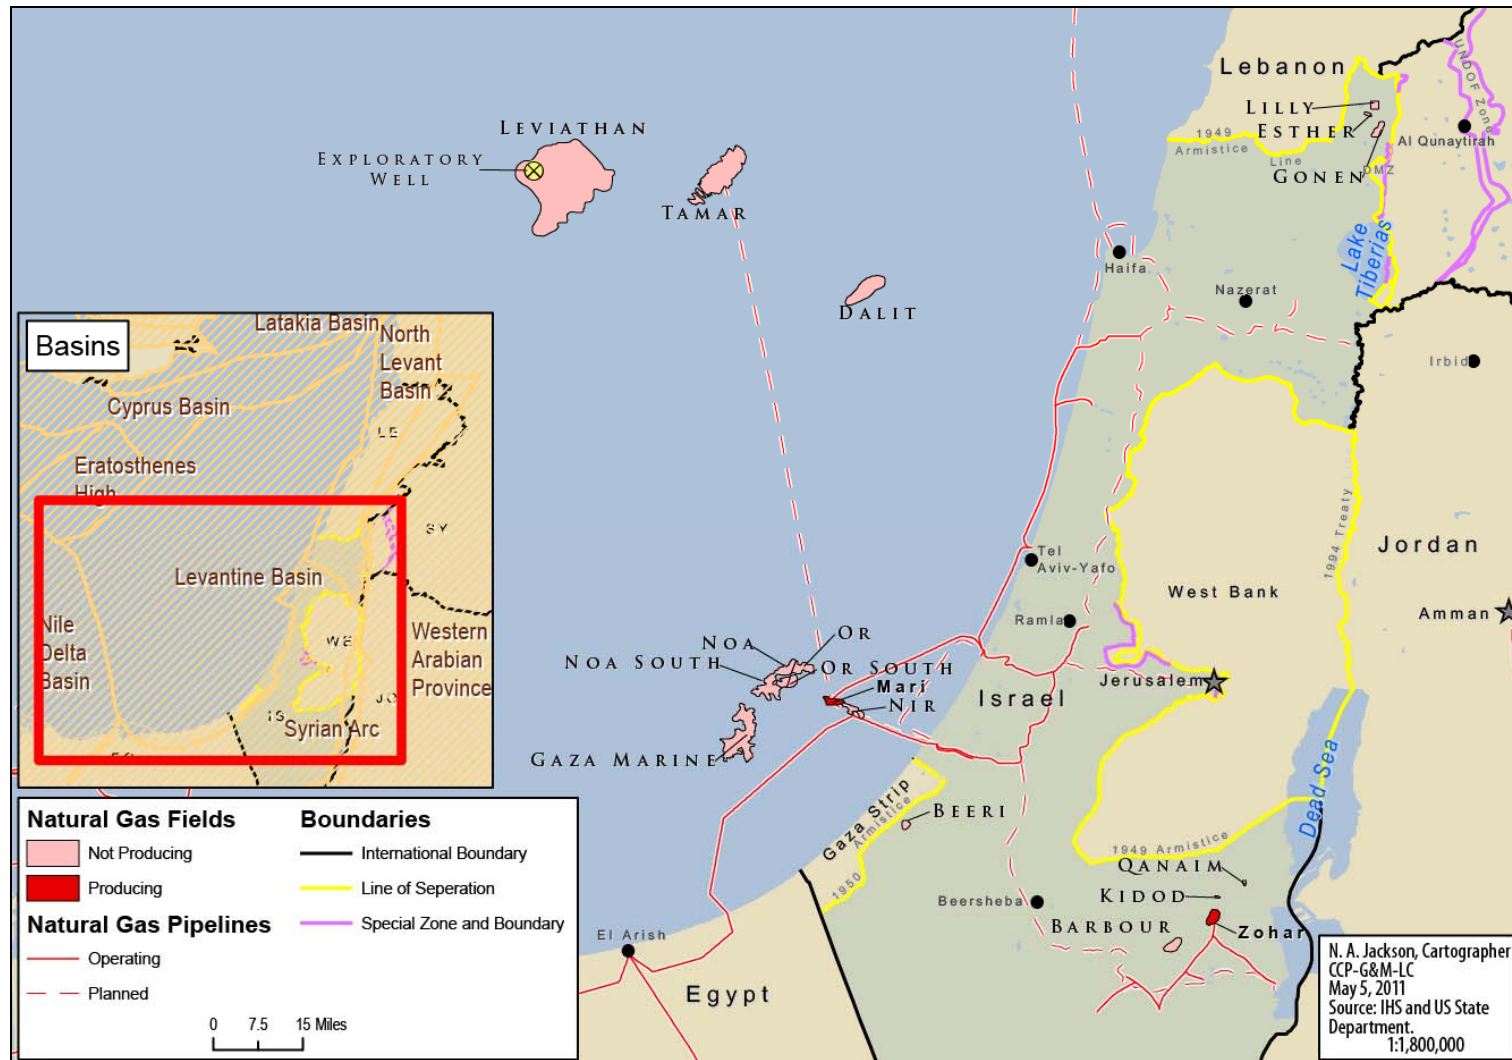 Lebanon
LILLY
ESTHER
GONEN
UNDOF Zone
Al Qunaytirah
1949
Armistice
Line
DMZ
LEVIATHAN
EXPLORATORY
WELL
TAMAR
DALIT
Haifa
Lake
Tiberias
Nazerat
Irbid
Basins
Latakia Basin
North
Levant
Basin
Cyprus Basin
LE
Eratosthenes
High
SY
Levantine Basin
Nile
Delta
Basin
WE
Western
Arabian
Province
JO
IS
Syrian Arc
Tel
Aviv-Yafo
Ramla
West Bank
1994 Treaty
Jordan
Amman
Jerusalem
Israel
NOA
OR
NOA SOUTH
OR SOUTH
Mari
NIR
GAZA MARINE
Gaza Strip
1950 Armistice
BEERI
Dead Sea
1949 Armistice
QANAIM
KIDOD
Beersheba
BARBOUR
Zohar
El Arish
Egypt
Natural Gas Fields
Not Producing
Producing
Natural Gas Pipelines
Operating
Planned
Boundaries
International Boundary
Line of Seperation
Special Zone and Boundary
0 7.5 15 Miles
N. A. Jackson, Cartographer
CCP-G&M-LC
May 5, 2011
Source: IHS and US State
Department.
1:1,800,000